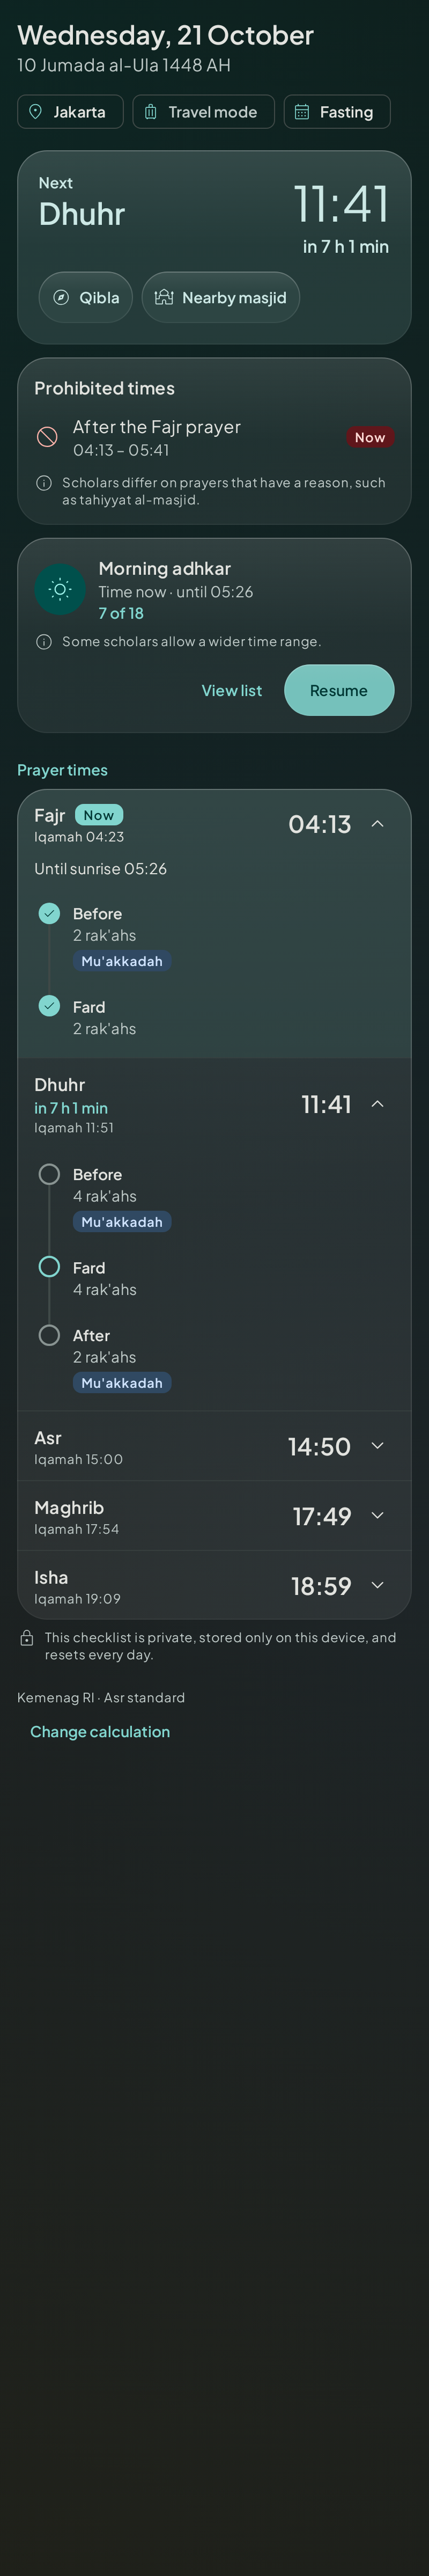 Wednesday, 21 October
10 Jumada al-Ula 1448 AH
Jakarta
Travel mode
Fasting
Next
Dhuhr
11:41
in 7 h 1 min
Qibla
Nearby masjid
Prohibited times
After the Fajr prayer
04:13 – 05:41
Now
Scholars differ on prayers that have a reason, such
as tahiyyat al-masjid.
Morning adhkar
Time now · until 05:26
7 of 18
Some scholars allow a wider time range.
View list
Resume
Prayer times
Fajr
Now
Iqamah 04:23
04:13
Until sunrise 05:26
Before
2 rak'ahs
Mu'akkadah
Fard
2 rak'ahs
Dhuhr
in 7 h 1 min
Iqamah 11:51
11:41
Before
4 rak'ahs
Mu'akkadah
Fard
4 rak'ahs
After
2 rak'ahs
Mu'akkadah
Asr
Iqamah 15:00
14:50
Maghrib
Iqamah 17:54
17:49
Isha
Iqamah 19:09
18:59
This checklist is private, stored only on this device, and
resets every day.
Kemenag RI · Asr standard
Change calculation